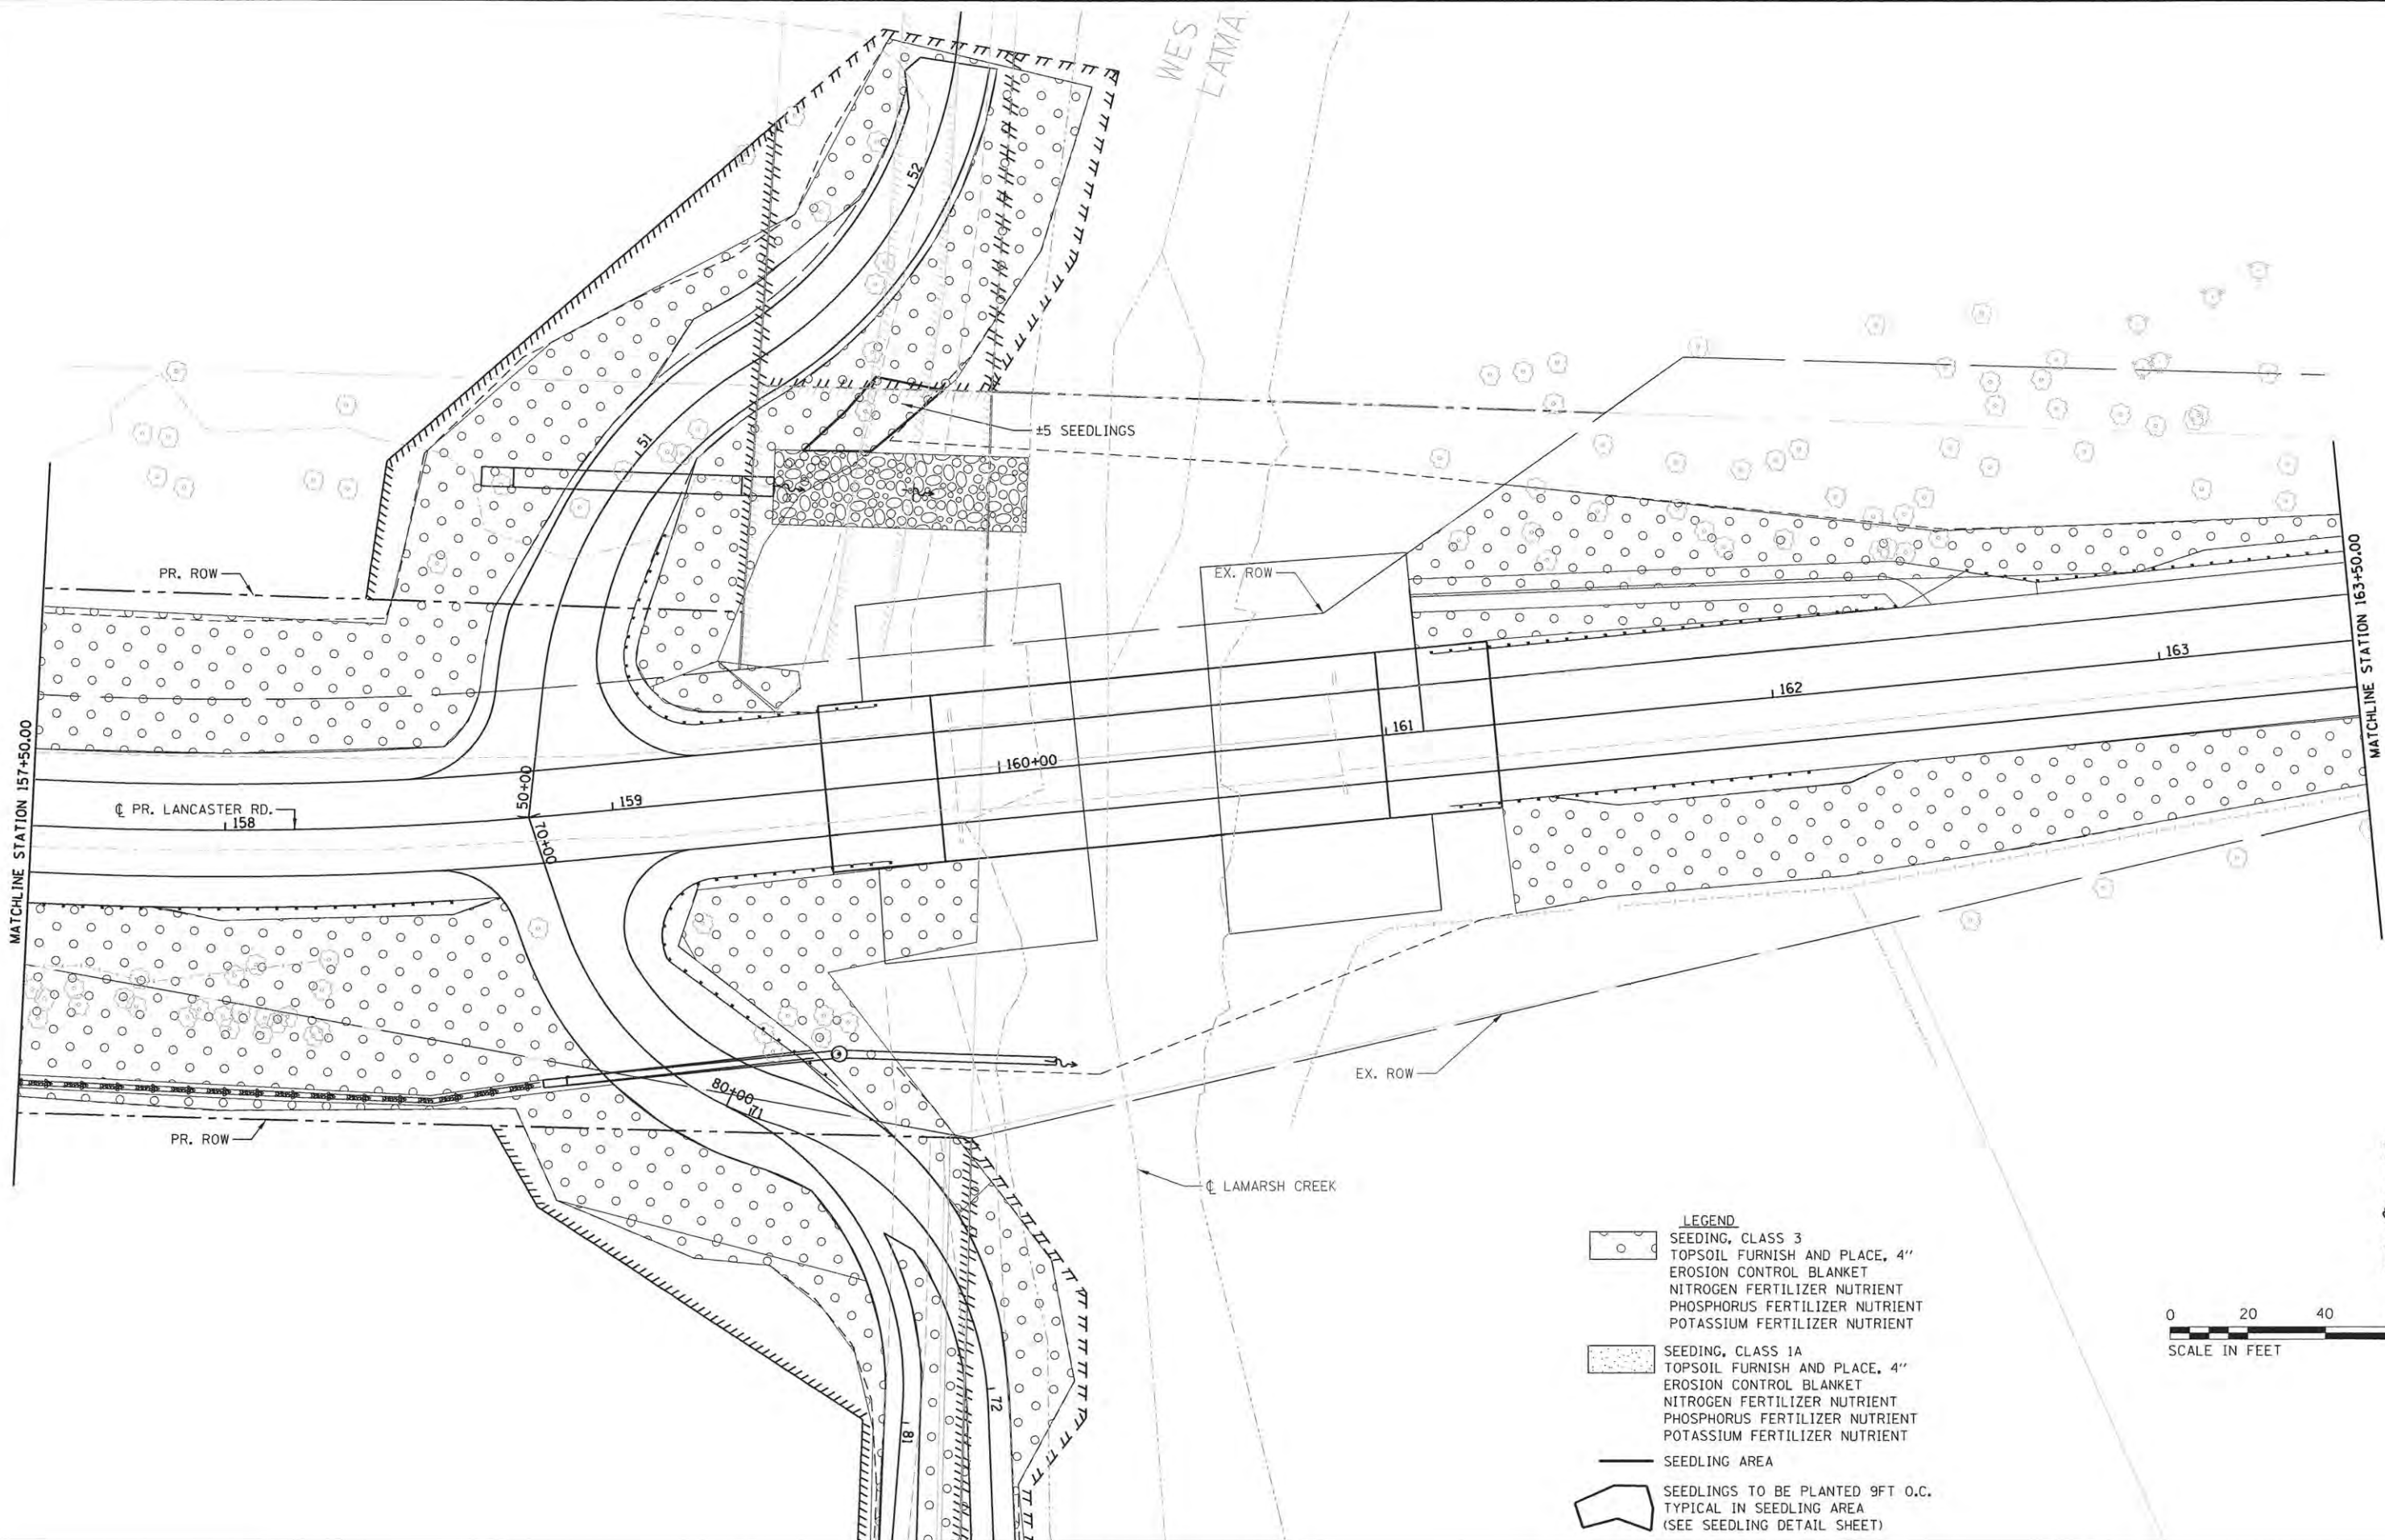 WES
LAMA
52
51
±5 SEEDLINGS
PR. ROW
EX. ROW
MATCHLINE STATION 157+50.00
MATCHLINE STATION 163+50.00
163
162
161
160+00
159
50+00
70+00
℄ PR. LANCASTER RD.
158
80+00
71
PR. ROW
EX. ROW
℄ LAMARSH CREEK
72
81
LEGEND
SEEDING, CLASS 3
TOPSOIL FURNISH AND PLACE, 4"
EROSION CONTROL BLANKET
NITROGEN FERTILIZER NUTRIENT
PHOSPHORUS FERTILIZER NUTRIENT
POTASSIUM FERTILIZER NUTRIENT
SEEDING, CLASS 1A
TOPSOIL FURNISH AND PLACE, 4"
EROSION CONTROL BLANKET
NITROGEN FERTILIZER NUTRIENT
PHOSPHORUS FERTILIZER NUTRIENT
POTASSIUM FERTILIZER NUTRIENT
SEEDLING AREA
SEEDLINGS TO BE PLANTED 9FT O.C.
TYPICAL IN SEEDLING AREA
(SEE SEEDLING DETAIL SHEET)
0 20 40
SCALE IN FEET